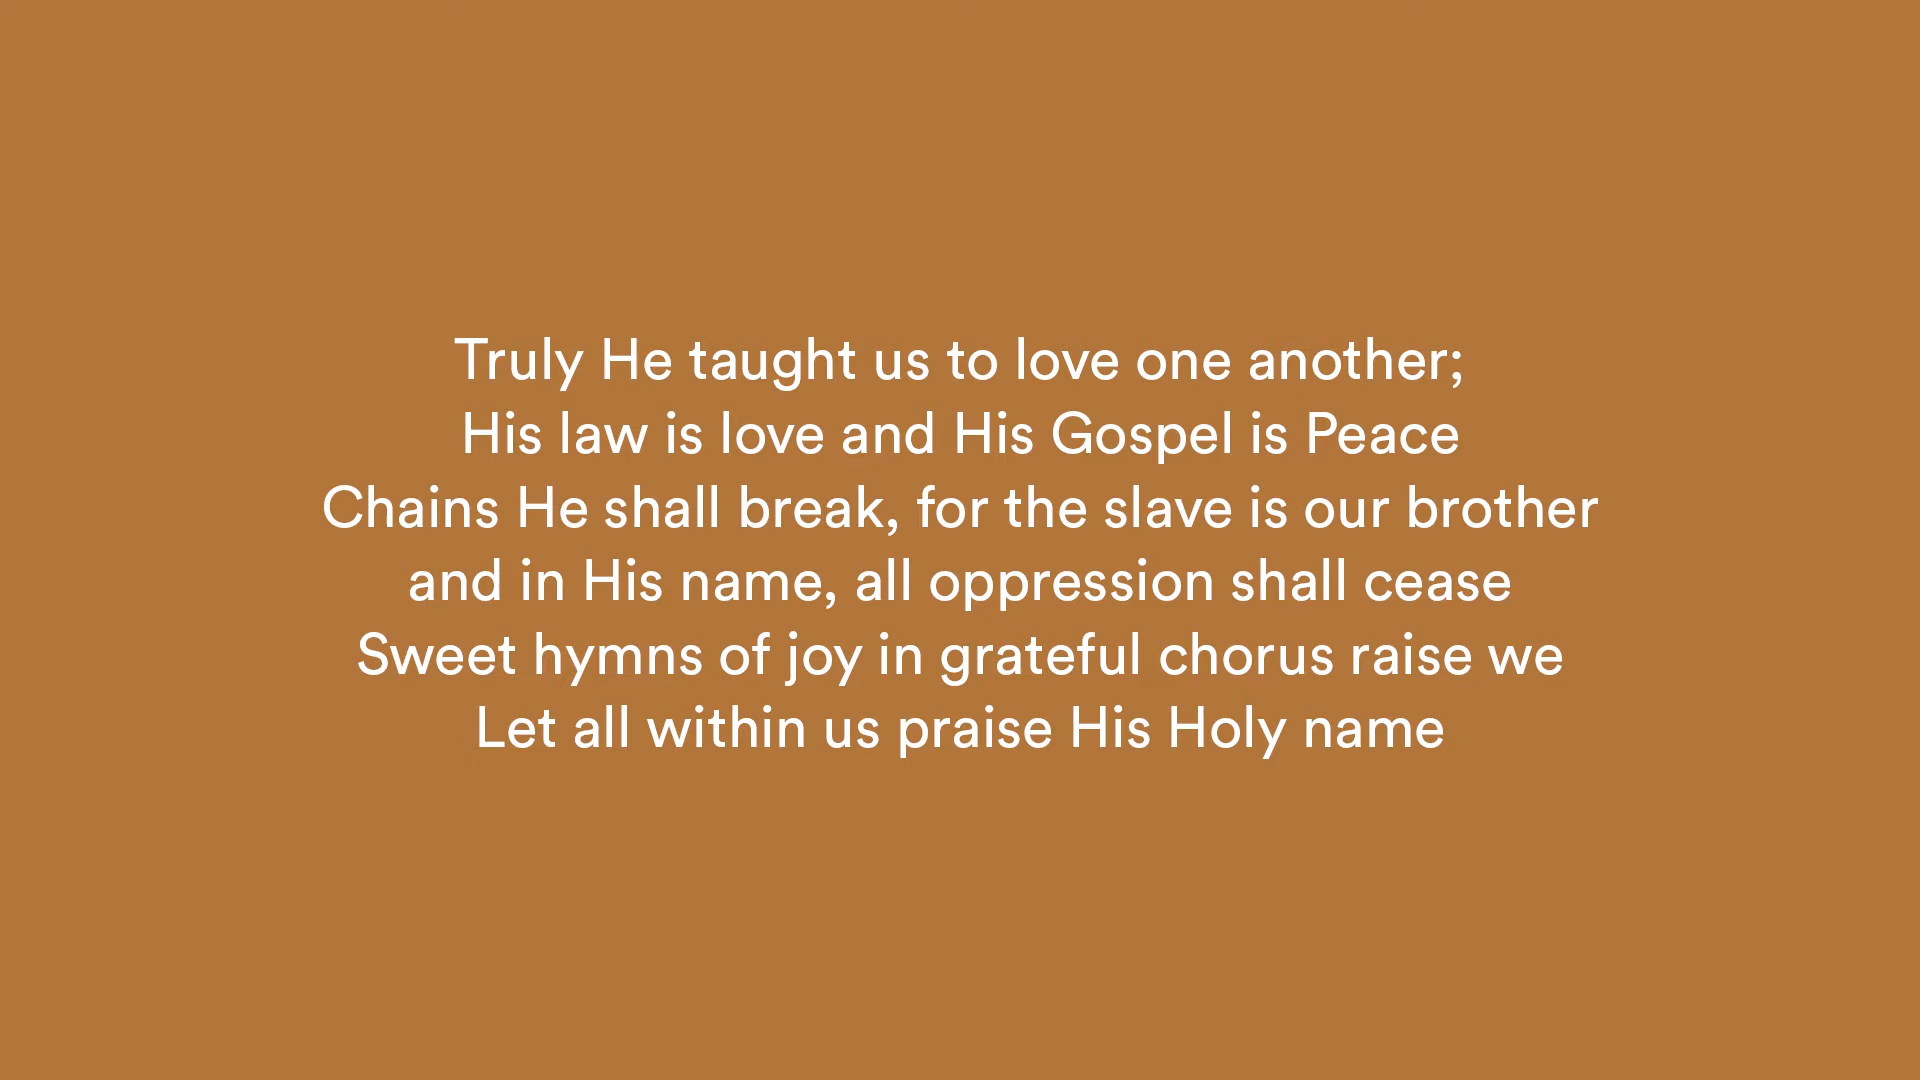 Truly He taught us to love one another;
His law is love and His Gospel is Peace
Chains He shall break, for the slave is our brother
and in His name, all oppression shall cease
Sweet hymns of joy in grateful chorus raise we
Let all within us praise His Holy name